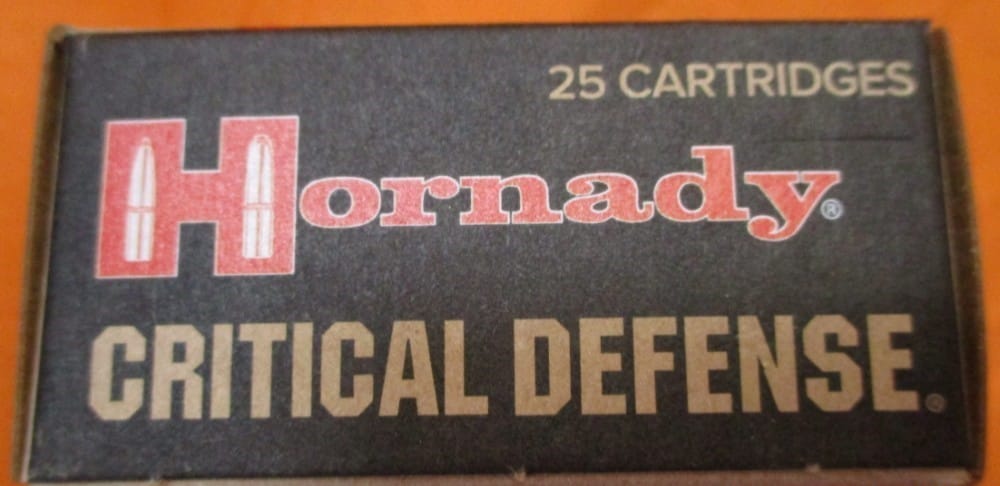 25 CARTRIDGES
Hornady®
CRITICAL DEFENSE®